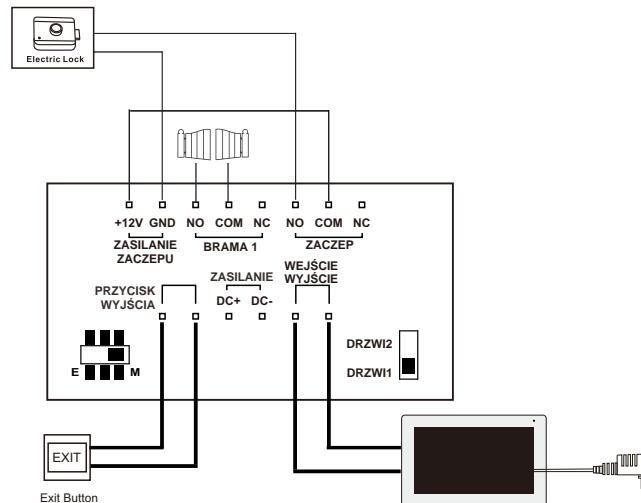 Electric Lock
+12V GND NO COM NC NO COM NC
ZASILANIE
ZACZEPU
BRAMA 1
ZACZEP
PRZYCISK
WYJŚCIA
ZASILANIE
DC+ DC-
WEJŚCIE
WYJŚCIE
E M
DRZWI2
DRZWI1
EXIT
Exit Button